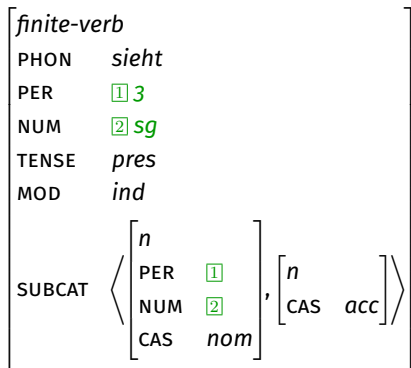 finite-verb
PHON sieht
PER 1 3
NUM 2 sg
TENSE pres
MOD ind
SUBCAT ⟨[n
PER 1
NUM 2
CAS nom], [n
CAS acc]⟩